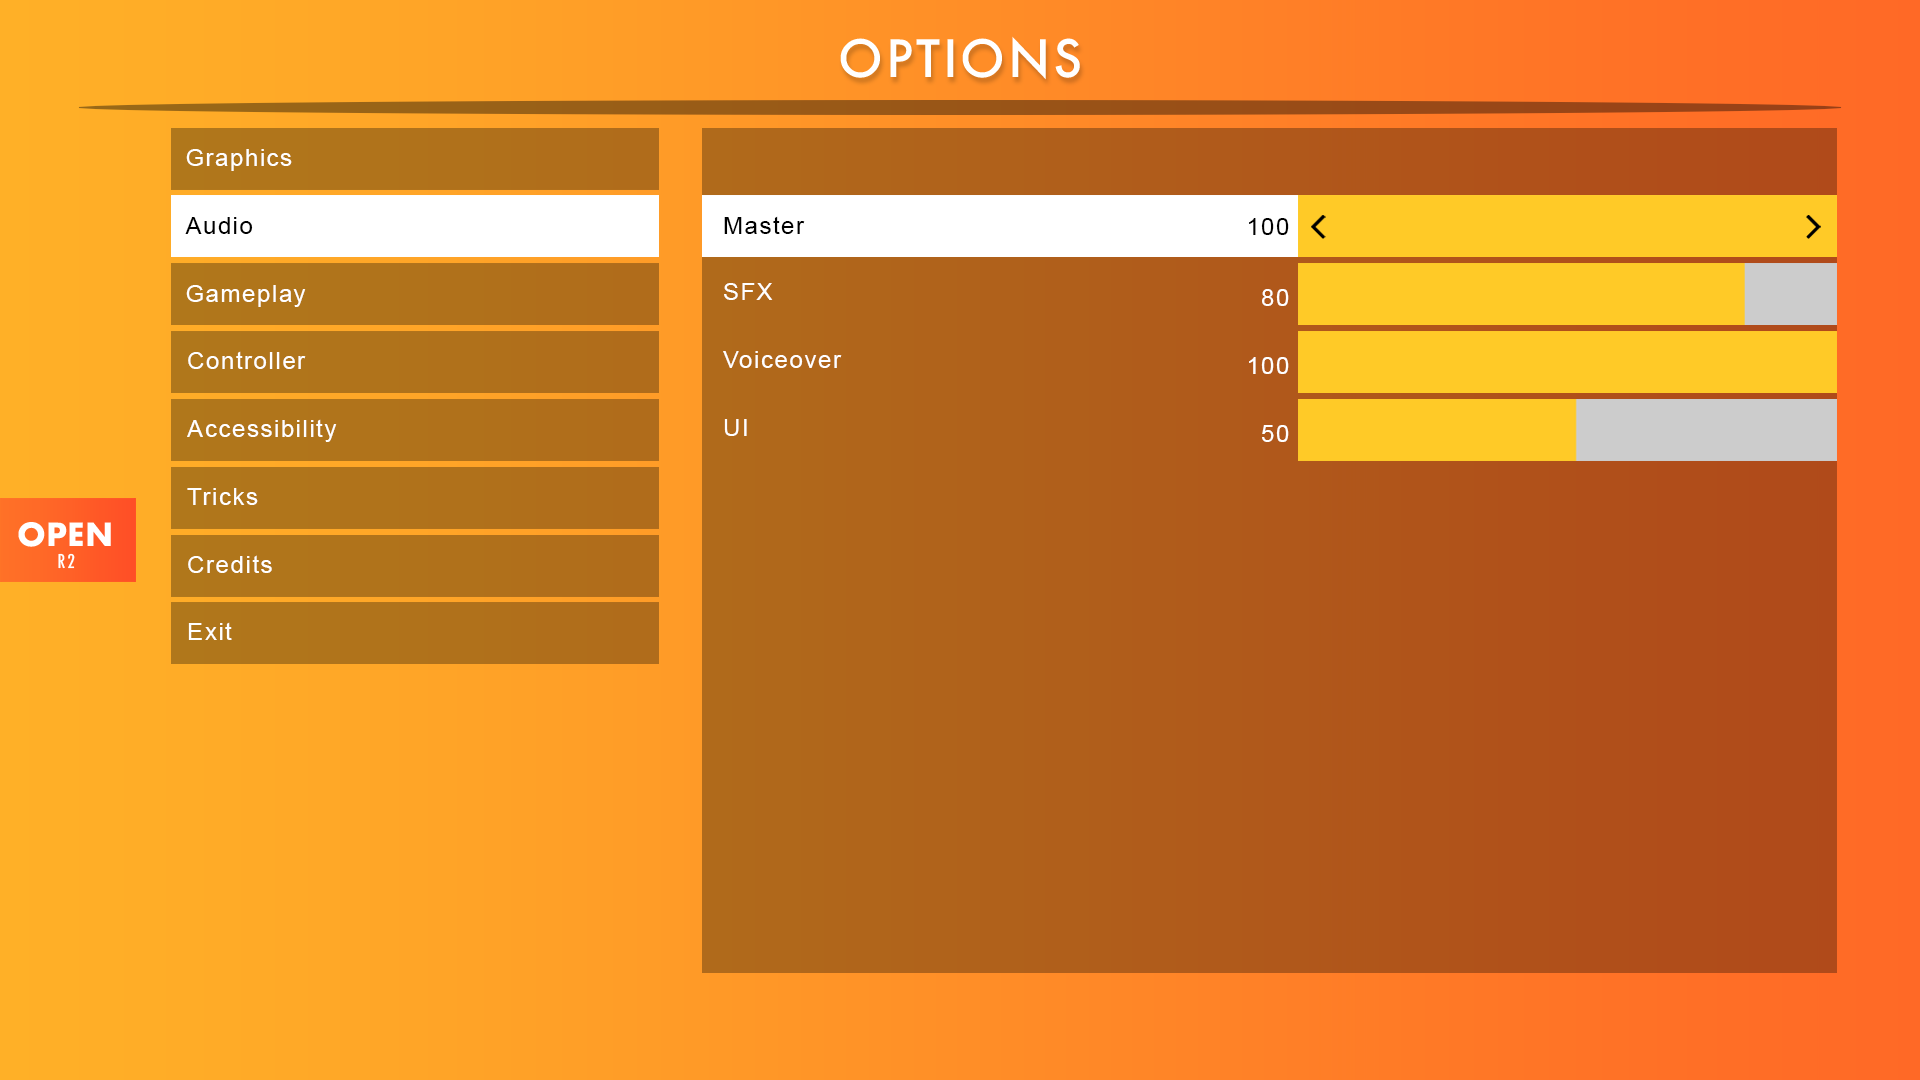 OPTIONS
Graphics
Audio
Gameplay
Controller
Accessibility
Tricks
Credits
Exit
OPEN
R2
Master 100
SFX 80
Voiceover 100
UI 50